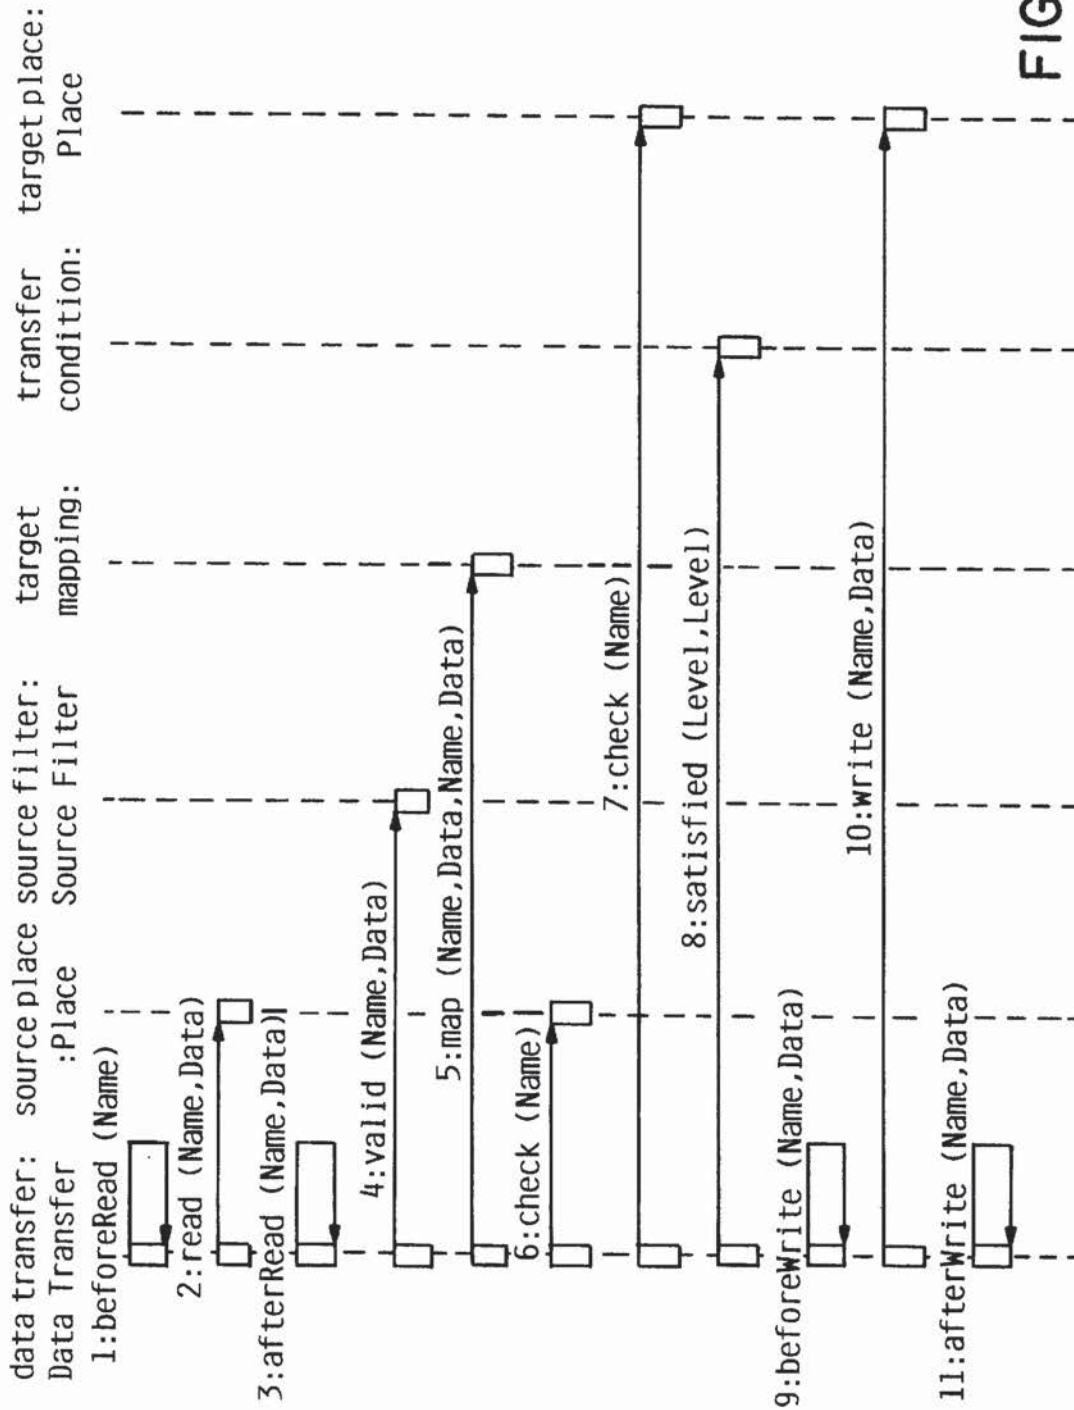 data transfer: source place source filter: target transfer target place:
Data Transfer :Place Source Filter mapping: condition: Place
1:beforeRead (Name)
2:read (Name,Data)
3:afterRead (Name,Data)
4:valid (Name,Data)
5:map (Name,Data,Name,Data)
6:check (Name)
7:check (Name)
8:satisfied (Level,Level)
9:beforeWrite (Name,Data)
10:write (Name,Data)
11:afterWrite (Name,Data)
FIG